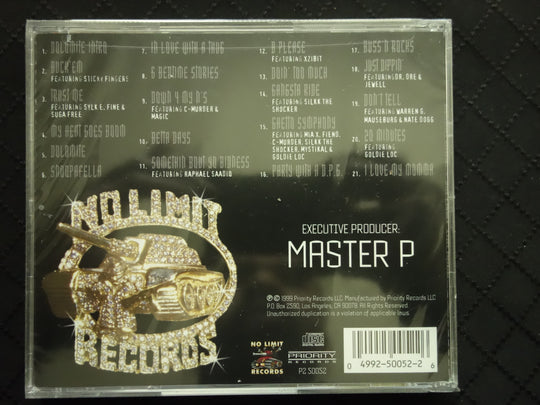 1. DOLOMITE INTRO
2. BUCK 'EM
FEATURING STICKY FINGERS
3. TRUST ME
FEATURING SYLK E. FINE &
SUGA FREE
4. MY HEAT GOES BOOM
5. DOLOMITE
6. SNOOPAFELLA
7. IN LOVE WITH A THUG
8. G BEDTIME STORIES
9. DOWN 4 MY N'S
FEATURING C-MURDER &
MAGIC
10. BETTA DAYS
11. SOMETHIN BOUT YO BIDNESS
FEATURING RAPHAEL SAADIQ
12. B PLEASE
FEATURING XZIBIT
13. DOIN' TOO MUCH
14. GANGSTA RIDE
FEATURING SILKK THE
SHOCKER
15. GHETTO SYMPHONY
FEATURING MIA X, FIEND,
C-MURDER, SILKK THE
SHOCKER, MYSTIKAL &
GOLDIE LOC
16. PARTY WITH A D.P.G.
17. BUSS'N ROCKS
18. JUST DIPPIN'
FEATURING DR. DRE &
JEWELL
19. DON'T TELL
FEATURING WARREN G,
MAUSEBURG & NATE DOGG
20. 20 MINUTES
FEATURING
GOLDIE LOC
21. I LOVE MY MOMMA
NO LIMIT
RECORDS
EXECUTIVE PRODUCER:
MASTER P
℗ © 1999 Priority Records LLC. Manufactured by Priority Records LLC
P.O. Box 2590, Los Angeles, CA 90078. All Rights Reserved.
Unauthorized duplication is a violation of applicable laws.
NO LIMIT
RECORDS
COMPACT
disc
DIGITAL AUDIO
PRIORITY
RECORDS
P2 50052
0 4992-50052-2 6